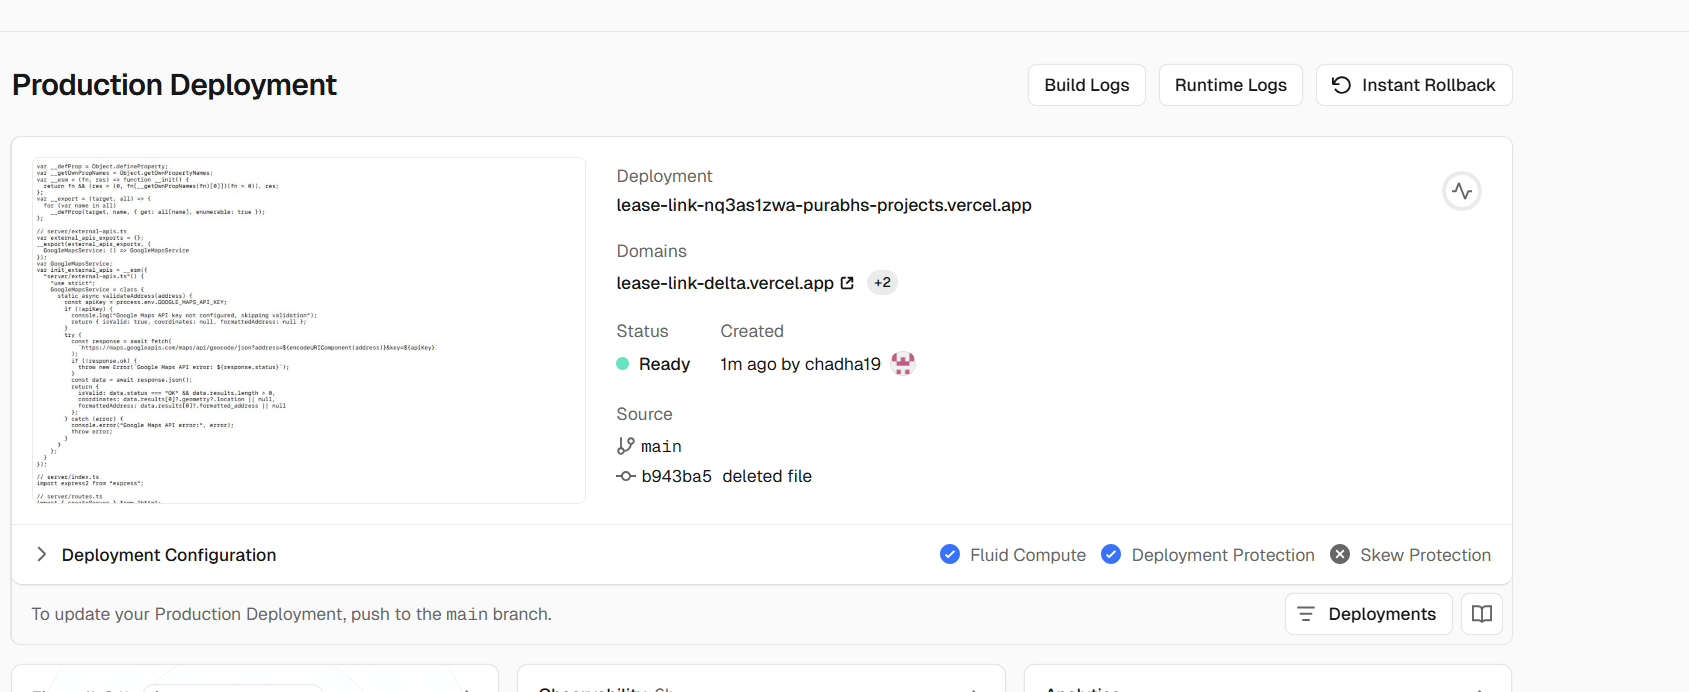 Production Deployment
Build Logs
Runtime Logs
Instant Rollback
var __defProp = Object.defineProperty;
var __getOwnPropNames = Object.getOwnPropertyNames;
var __esm = (fn, res) => function __init() {
return fn && (res = (0, fn[__getOwnPropNames(fn)[0]])(fn = 0)), res;
};
var __export = (target, all) => {
for (var name in all)
__defProp(target, name, { get: all[name], enumerable: true });
};
// server/external-apis.ts
var external_apis_exports = {};
__export(external_apis_exports, {
GoogleMapsService: () => GoogleMapsService
});
var GoogleMapsService;
var init_external_apis = __esm({
"server/external-apis.ts"() {
"use strict";
GoogleMapsService = class {
static async validateAddress(address) {
const apiKey = process.env.GOOGLE_MAPS_API_KEY;
if (!apiKey) {
console.log("Google Maps API key not configured, skipping validation");
return { isValid: true, coordinates: null, formattedAddress: null };
}
try {
const response = await fetch(
`https://maps.googleapis.com/maps/api/geocode/json?address=${encodeURIComponent(address)}&key=${apiKey}`
);
if (!response.ok) {
throw new Error(`Google Maps API error: ${response.status}`);
}
const data = await response.json();
return {
isValid: data.status === "OK" && data.results.length > 0,
coordinates: data.results[0]?.geometry?.location || null,
formattedAddress: data.results[0]?.formatted_address || null
};
} catch (error) {
console.error("Google Maps API error:", error);
throw error;
}
}
};
}
});
// server/index.ts
import express2 from "express";
// server/routes.ts
import { createServer } from "http";
Deployment
lease-link-nq3as1zwa-purabhs-projects.vercel.app
Domains
lease-link-delta.vercel.app +2
Status Created
Ready 1m ago by chadha19
Source
main
b943ba5 deleted file
Deployment Configuration
Fluid Compute
Deployment Protection
Skew Protection
To update your Production Deployment, push to the main branch.
Deployments
Observability
Analytics